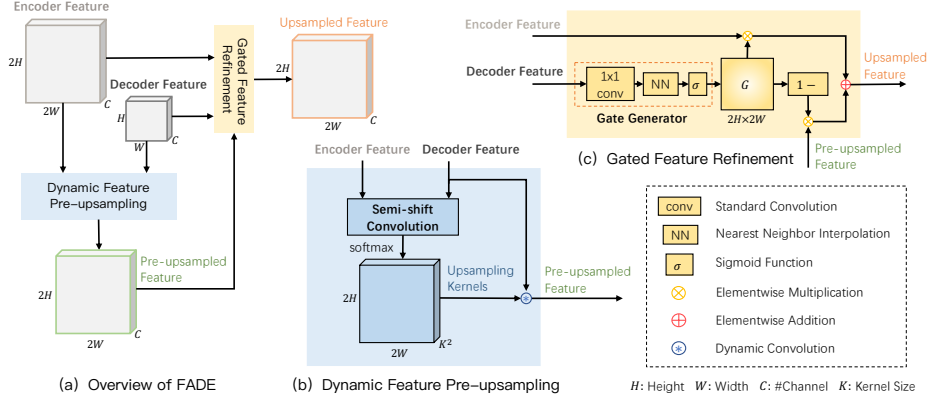 Encoder Feature
2H
2W
C
Decoder Feature
H
W
C
Gated Feature
Refinement
Upsampled Feature
2H
2W
C
Dynamic Feature
Pre-upsampling
Pre-upsampled
Feature
2H
2W
C
(a) Overview of FADE
Encoder Feature
Decoder Feature
Semi-shift
Convolution
softmax
2H
2W
K²
Upsampling
Kernels
Pre-upsampled
Feature
(b) Dynamic Feature Pre-upsampling
Encoder Feature
Decoder Feature
1x1
conv
NN
σ
Gate Generator
G
2H×2W
1 −
Upsampled
Feature
Pre-upsampled
Feature
(c) Gated Feature Refinement
conv Standard Convolution
NN Nearest Neighbor Interpolation
σ Sigmoid Function
Elementwise Multiplication
Elementwise Addition
Dynamic Convolution
H: Height W: Width C: #Channel K: Kernel Size